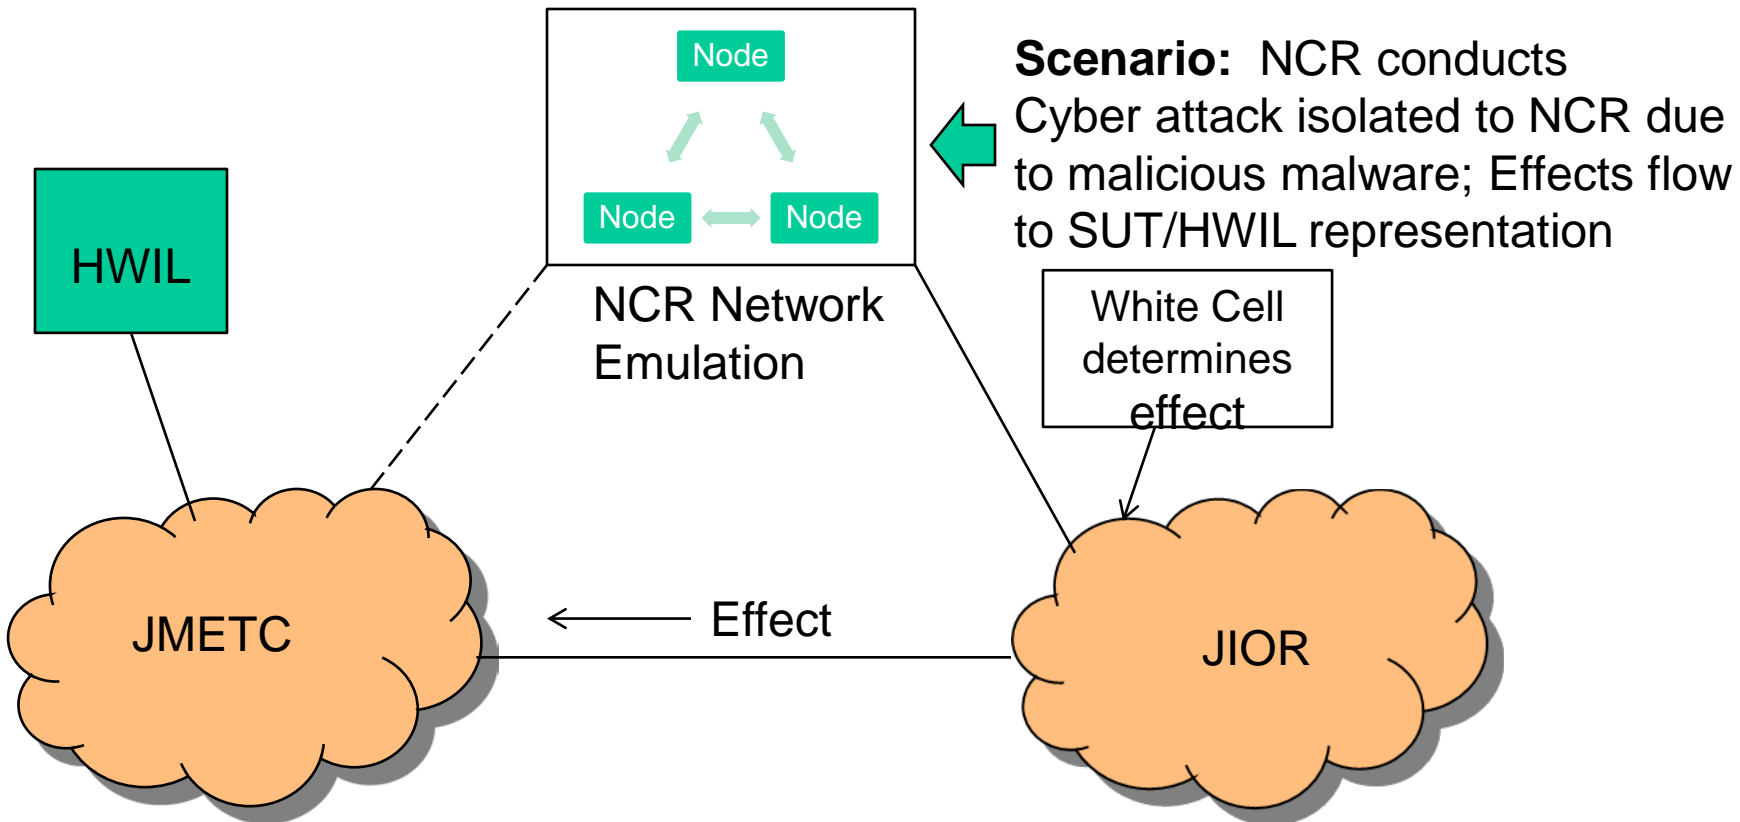 Node
Node
Node
Scenario: NCR conducts
Cyber attack isolated to NCR due
to malicious malware; Effects flow
to SUT/HWIL representation
HWIL
NCR Network
Emulation
White Cell
determines
effect
Effect
JMETC
JIOR